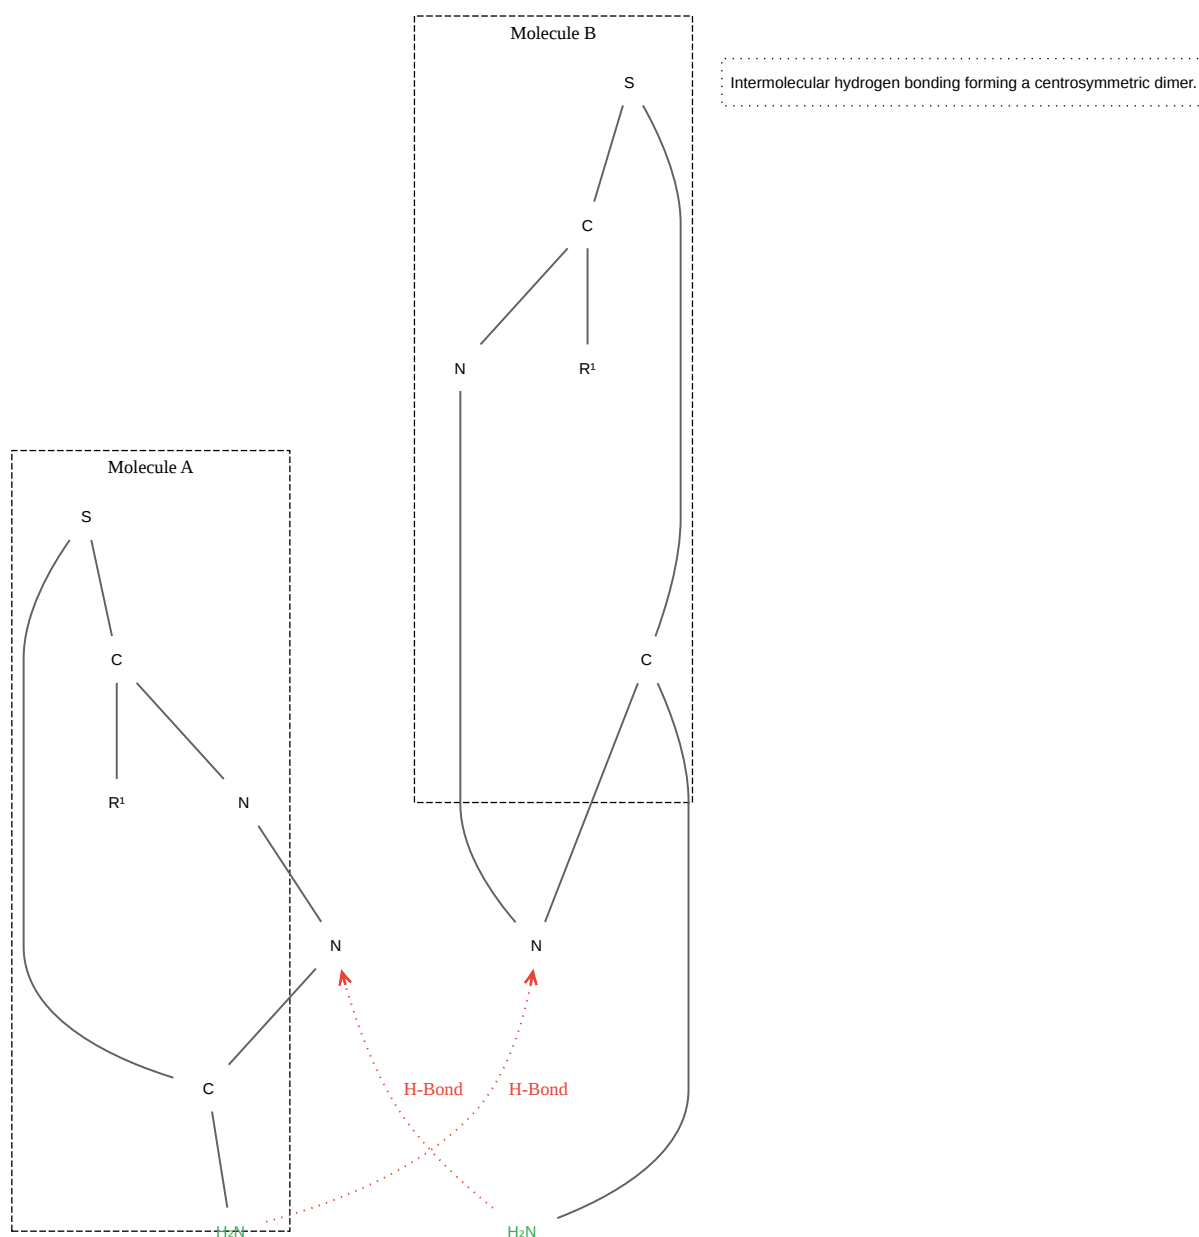 Molecule B
S
Intermolecular hydrogen bonding forming a centrosymmetric dimer.
C
N
R¹
Molecule A
S
C
C
R¹
N
N
N
C
H-Bond
H-Bond
H₂N
H₂N